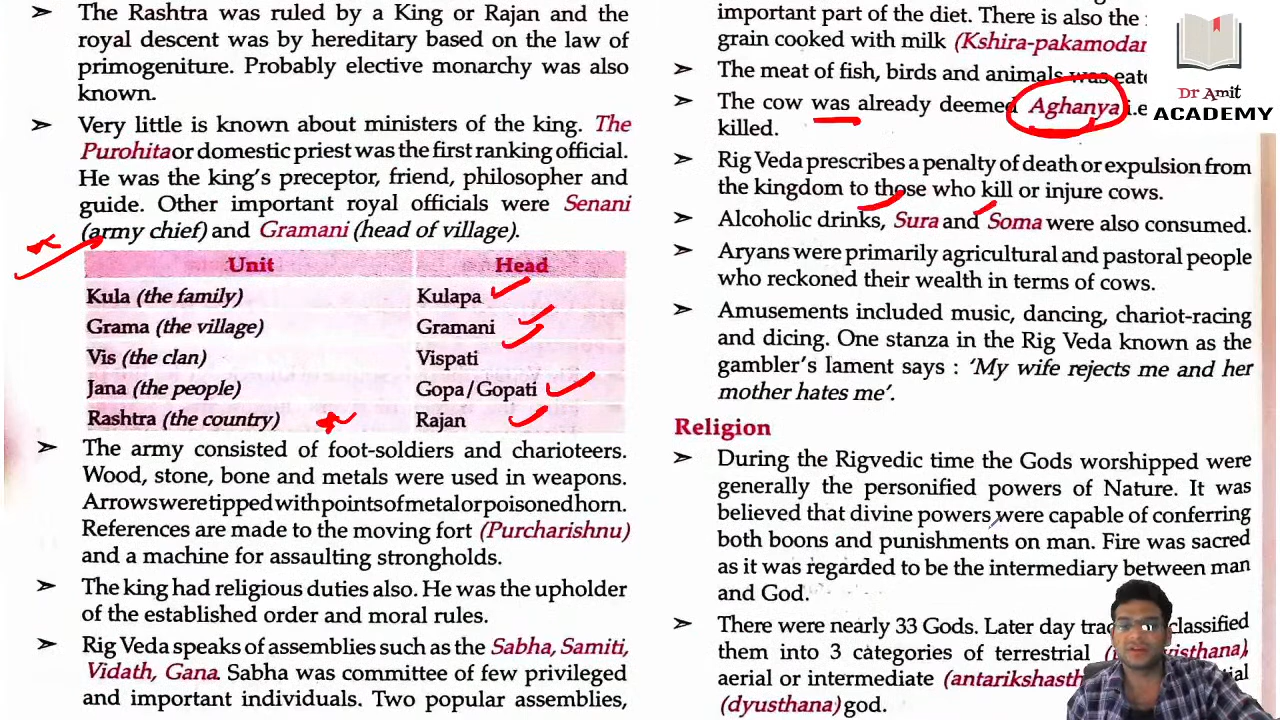 The Rashtra was ruled by a King or Rajan and the
royal descent was by hereditary based on the law of
primogeniture. Probably elective monarchy was also
known.
Very little is known about ministers of the king. The
Purohita or domestic priest was the first ranking official.
He was the king's preceptor, friend, philosopher and
guide. Other important royal officials were Senani
(army chief) and Gramani (head of village).
Unit Head
Kula (the family) Kulapa
Grama (the village) Gramani
Vis (the clan) Vispati
Jana (the people) Gopa/Gopati
Rashtra (the country) Rajan
The army consisted of foot-soldiers and charioteers.
Wood, stone, bone and metals were used in weapons.
Arrows were tipped with points of metal or poisoned horn.
References are made to the moving fort (Purcharishnu)
and a machine for assaulting strongholds.
The king had religious duties also. He was the upholder
of the established order and moral rules.
Rig Veda speaks of assemblies such as the Sabha, Samiti,
Vidath, Gana. Sabha was committee of few privileged
and important individuals. Two popular assemblies,
important part of the diet. There is also the
grain cooked with milk (Kshira-pakamodan
The meat of fish, birds and animals was eate
The cow was already deemed Aghanya i.e
killed.
Rig Veda prescribes a penalty of death or expulsion from
the kingdom to those who kill or injure cows.
Alcoholic drinks, Sura and Soma were also consumed.
Aryans were primarily agricultural and pastoral people
who reckoned their wealth in terms of cows.
Amusements included music, dancing, chariot-racing
and dicing. One stanza in the Rig Veda known as the
gambler's lament says : 'My wife rejects me and her
mother hates me'.
Religion
During the Rigvedic time the Gods worshipped were
generally the personified powers of Nature. It was
believed that divine powers were capable of conferring
both boons and punishments on man. Fire was sacred
as it was regarded to be the intermediary between man
and God.
There were nearly 33 Gods. Later day classified
them into 3 categories of terrestrial
aerial or intermediate
(dyusthana) god.
Dr Amit
ACADEMY